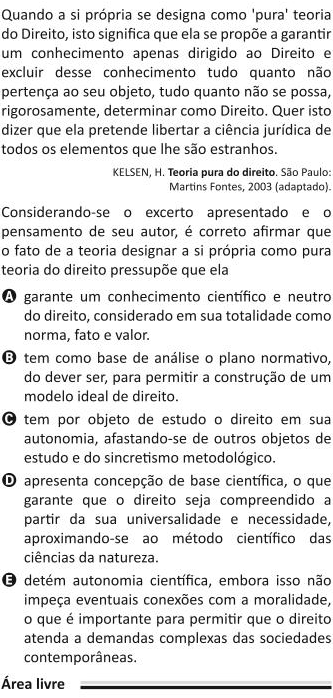 Quando a si própria se designa como 'pura' teoria
do Direito, isto significa que ela se propõe a garantir
um conhecimento apenas dirigido ao Direito e
excluir desse conhecimento tudo quanto não
pertença ao seu objeto, tudo quanto não se possa,
rigorosamente, determinar como Direito. Quer isto
dizer que ela pretende libertar a ciência jurídica de
todos os elementos que lhe são estranhos.
KELSEN, H. Teoria pura do direito. São Paulo:
Martins Fontes, 2003 (adaptado).
Considerando-se o excerto apresentado e o
pensamento de seu autor, é correto afirmar que
o fato de a teoria designar a si própria como pura
teoria do direito pressupõe que ela
A garante um conhecimento científico e neutro
do direito, considerado em sua totalidade como
norma, fato e valor.
B tem como base de análise o plano normativo,
do dever ser, para permitir a construção de um
modelo ideal de direito.
C tem por objeto de estudo o direito em sua
autonomia, afastando-se de outros objetos de
estudo e do sincretismo metodológico.
D apresenta concepção de base científica, o que
garante que o direito seja compreendido a
partir da sua universalidade e necessidade,
aproximando-se ao método científico das
ciências da natureza.
E detém autonomia científica, embora isso não
impeça eventuais conexões com a moralidade,
o que é importante para permitir que o direito
atenda a demandas complexas das sociedades
contemporâneas.
Área livre